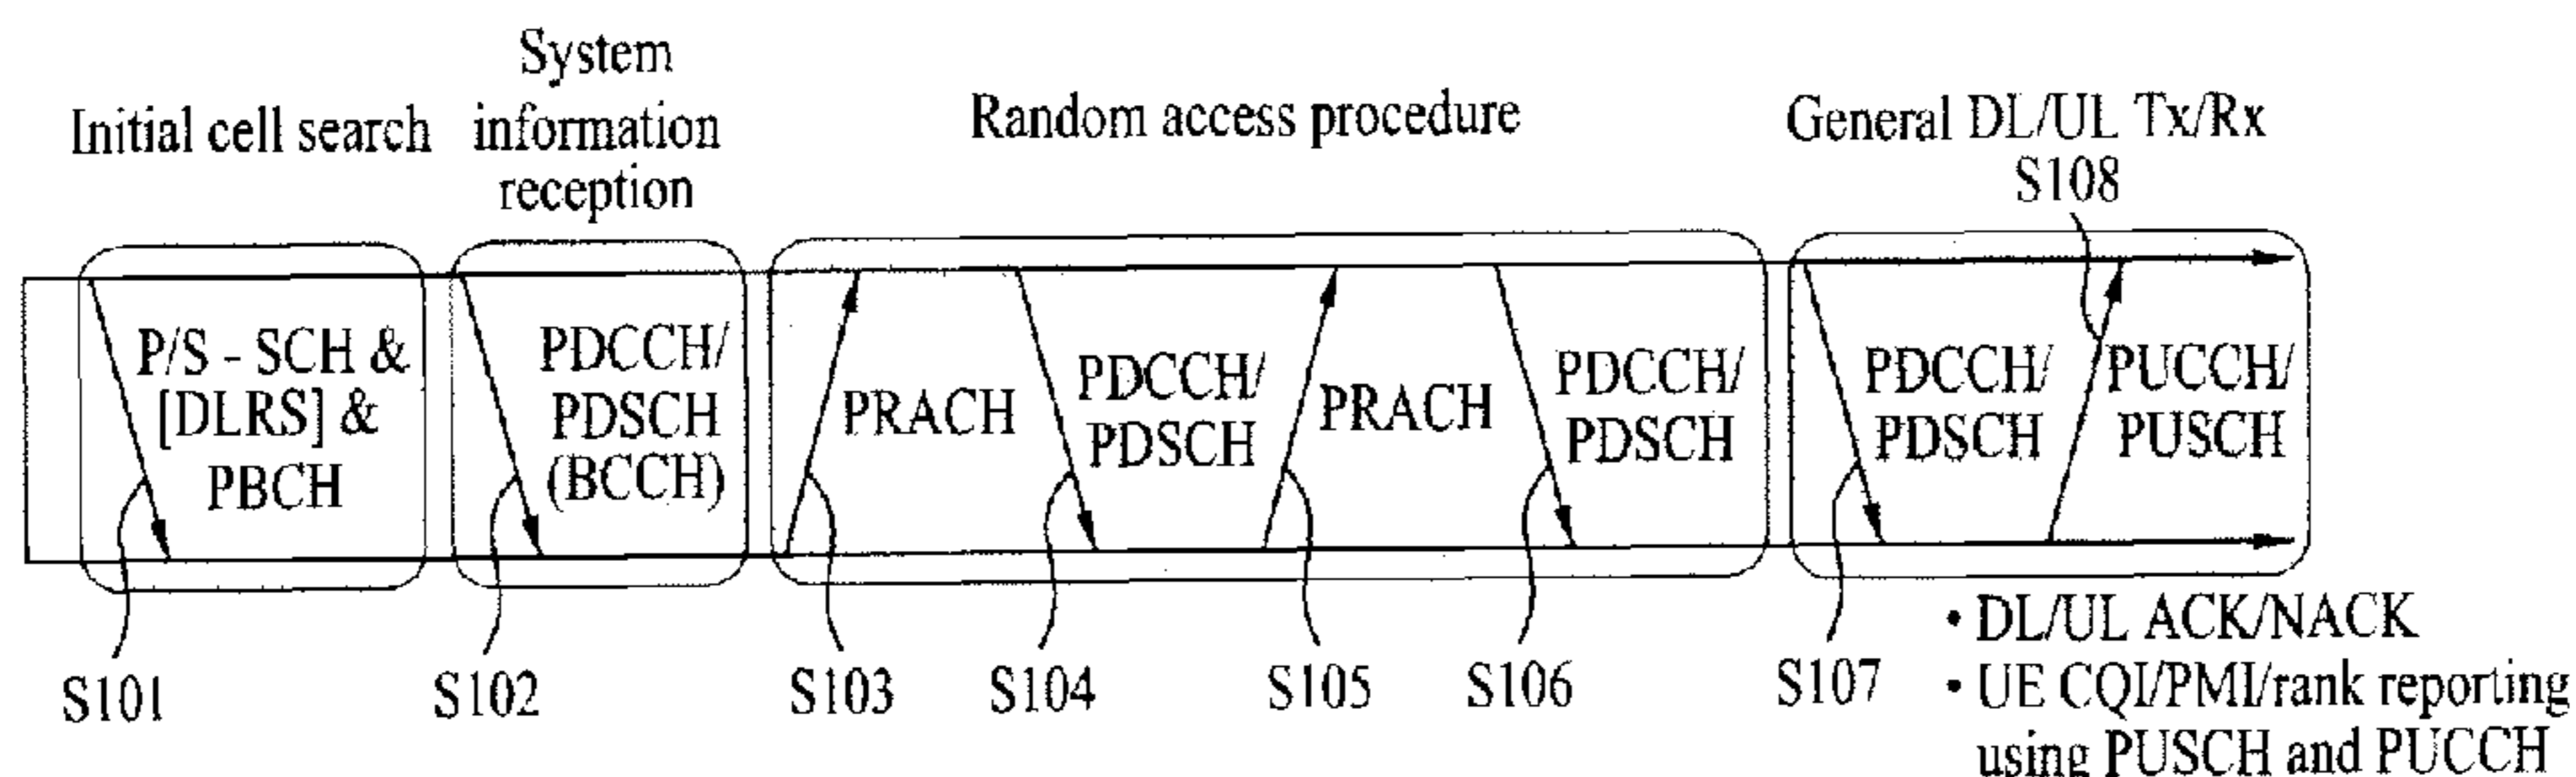 Initial cell search
System
information
reception
Random access procedure
General DL/UL Tx/Rx
S108
P/S - SCH &
[DLRS] &
PBCH
PDCCH/
PDSCH
(BCCH)
PRACH
PDCCH/
PDSCH
PRACH
PDCCH/
PDSCH
PDCCH/
PDSCH
PUCCH/
PUSCH
S101
S102
S103
S104
S105
S106
S107
• DL/UL ACK/NACK
• UE CQI/PMI/rank reporting
using PUSCH and PUCCH